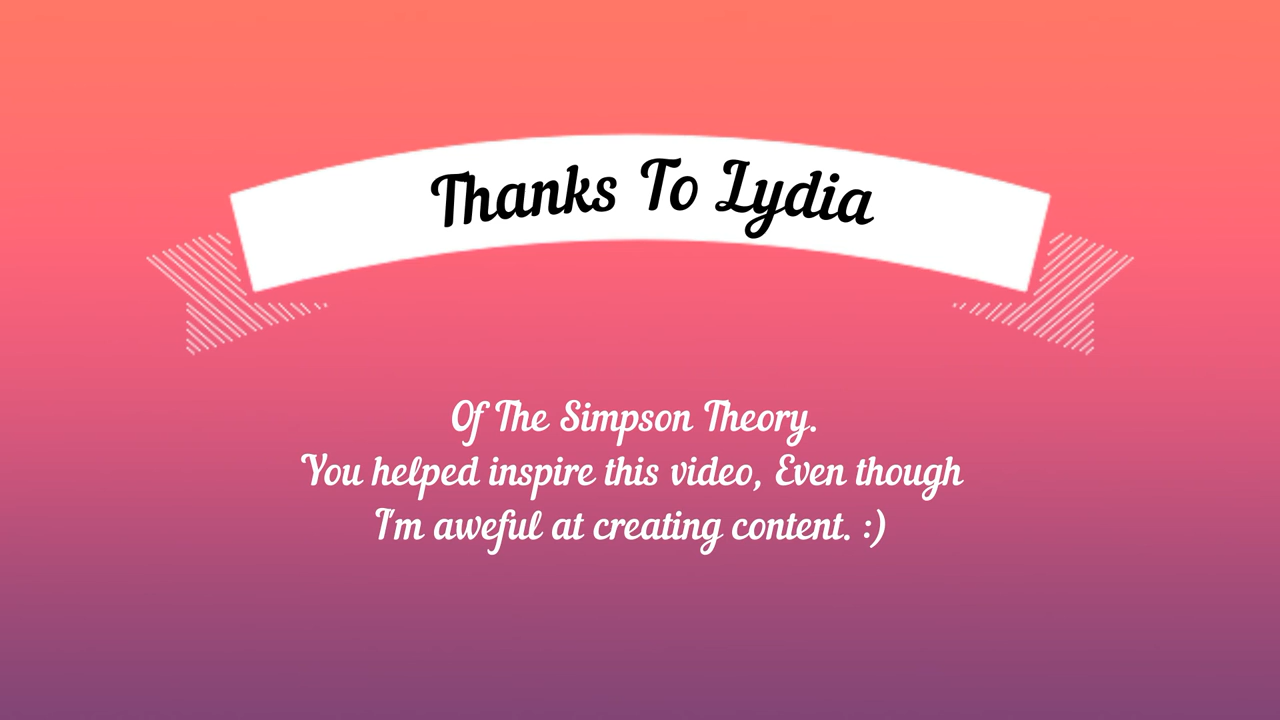 Thanks To Lydia
Of The Simpson Theory.
You helped inspire this video, Even though
I'm aweful at creating content. :)